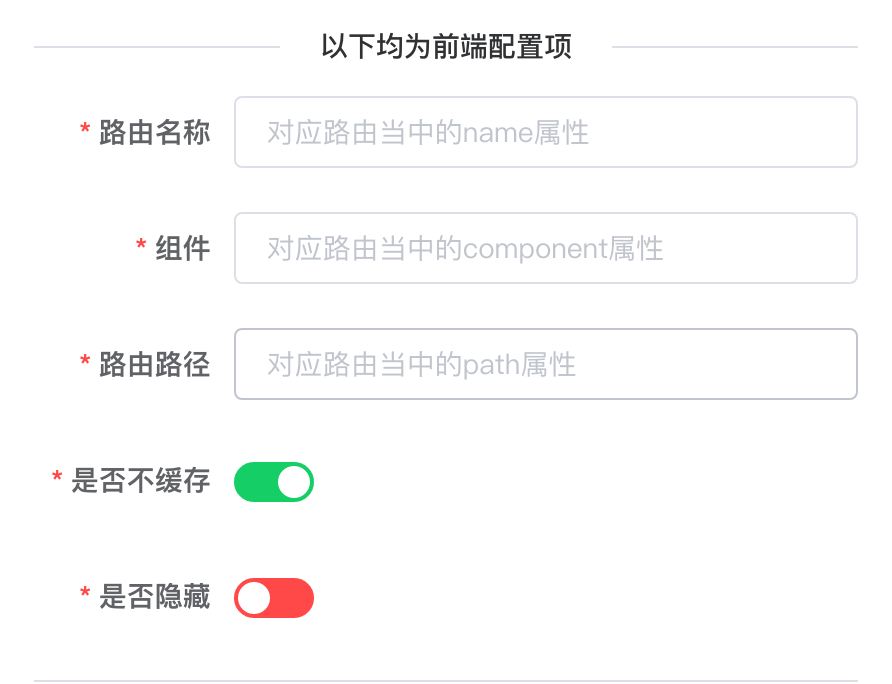 以下均为前端配置项
* 路由名称 对应路由当中的name属性
* 组件 对应路由当中的component属性
* 路由路径 对应路由当中的path属性
* 是否不缓存
* 是否隐藏